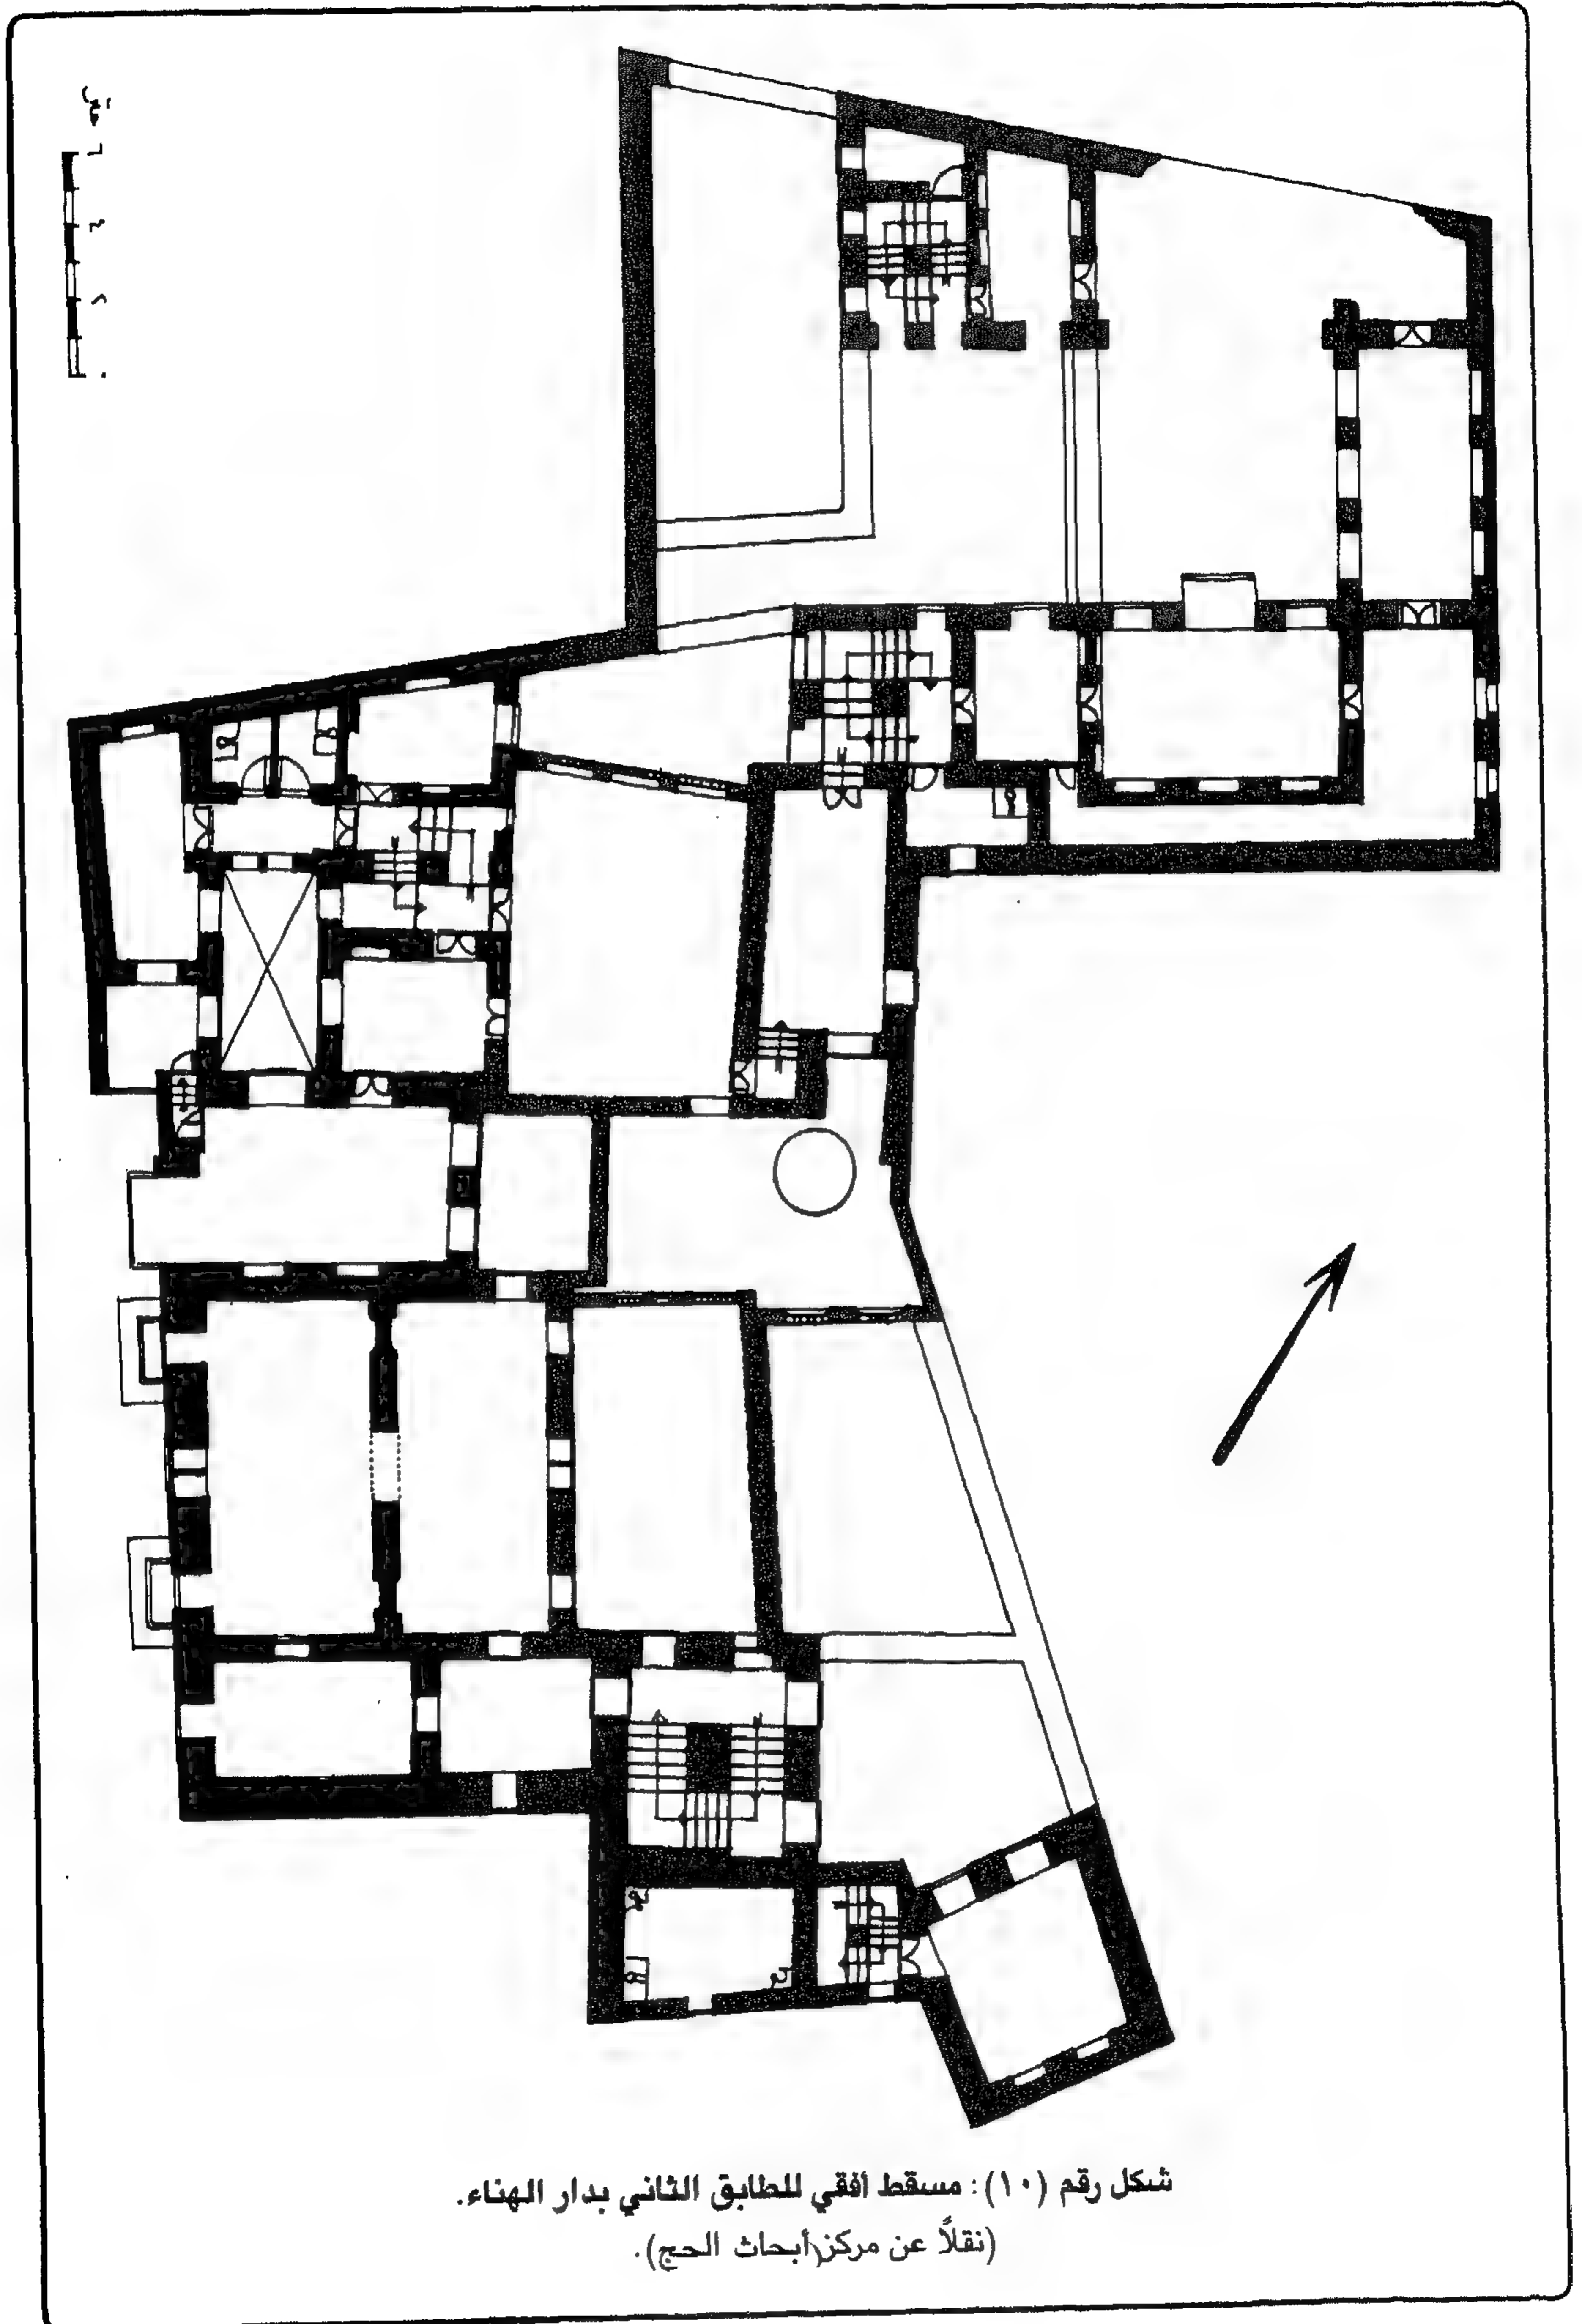 شكل رقم (١٠): مسقط أفقي للطابق الثاني بدار الهناء.
(نقلاً عن مركز أبحاث الحج).